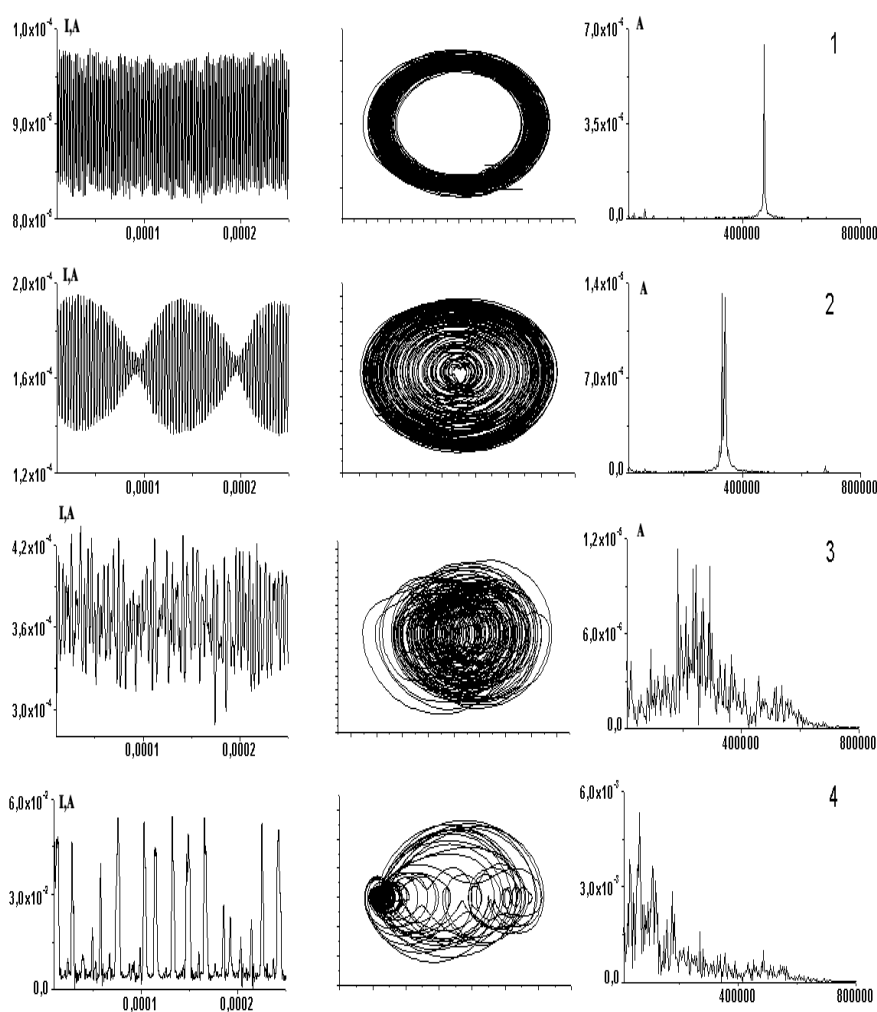 I,A
1,0x10⁻⁴
9,0x10⁻⁵
8,0x10⁻⁵
0,0001 0,0002
A
7,0x10⁻⁴
3,5x10⁻⁴
0,0
400000 800000
1
I,A
2,0x10⁻⁴
1,6x10⁻⁴
1,2x10⁻⁴
0,0001 0,0002
A
1,4x10⁻⁵
0,0
400000 800000
2
I,A
4,2x10⁻⁴
3,6x10⁻⁴
3,0x10⁻⁴
0,0001 0,0002
A
1,2x10⁻⁵
6,0x10⁻⁶
0,0
400000 800000
3
I,A
6,0x10⁻²
3,0x10⁻²
0,0
0,0001 0,0002
6,0x10⁻³
3,0x10⁻³
0,0
400000 800000
4